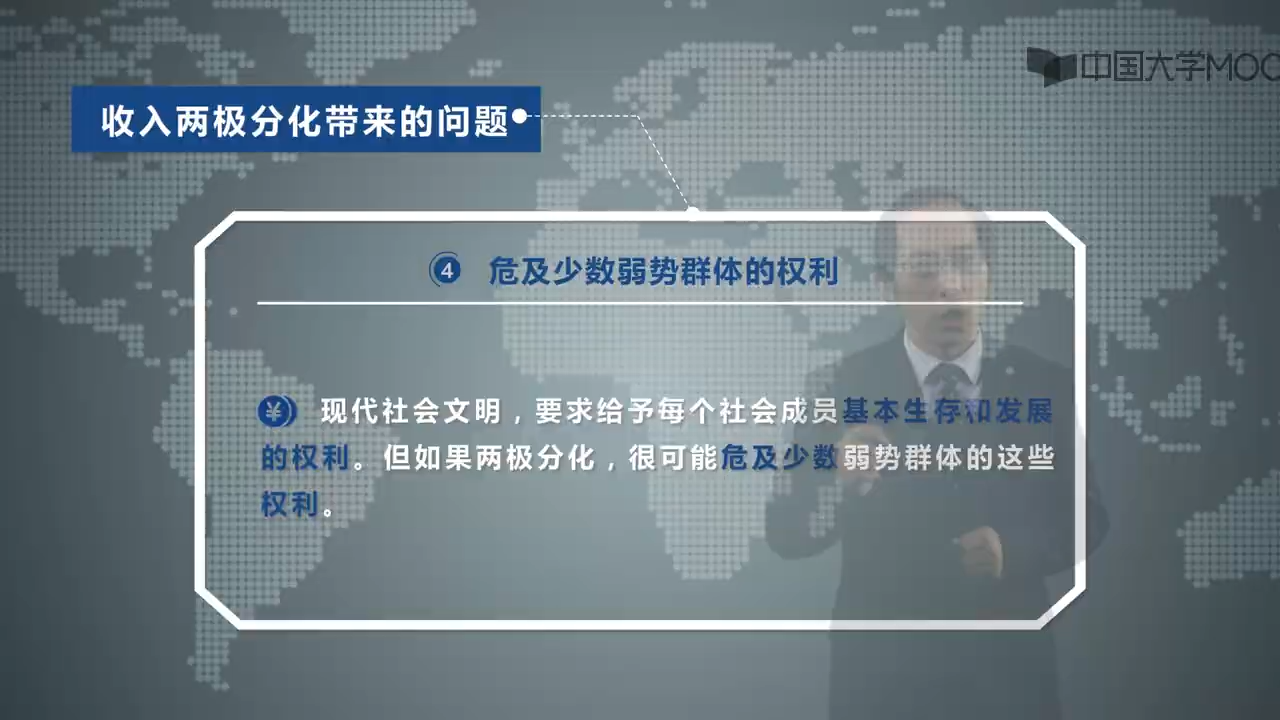 中国大学MOC
收入两极分化带来的问题
4 危及少数弱势群体的权利
¥ 现代社会文明，要求给予每个社会成员基本生存和发展
的权利。但如果两极分化，很可能危及少数弱势群体的这些
权利。